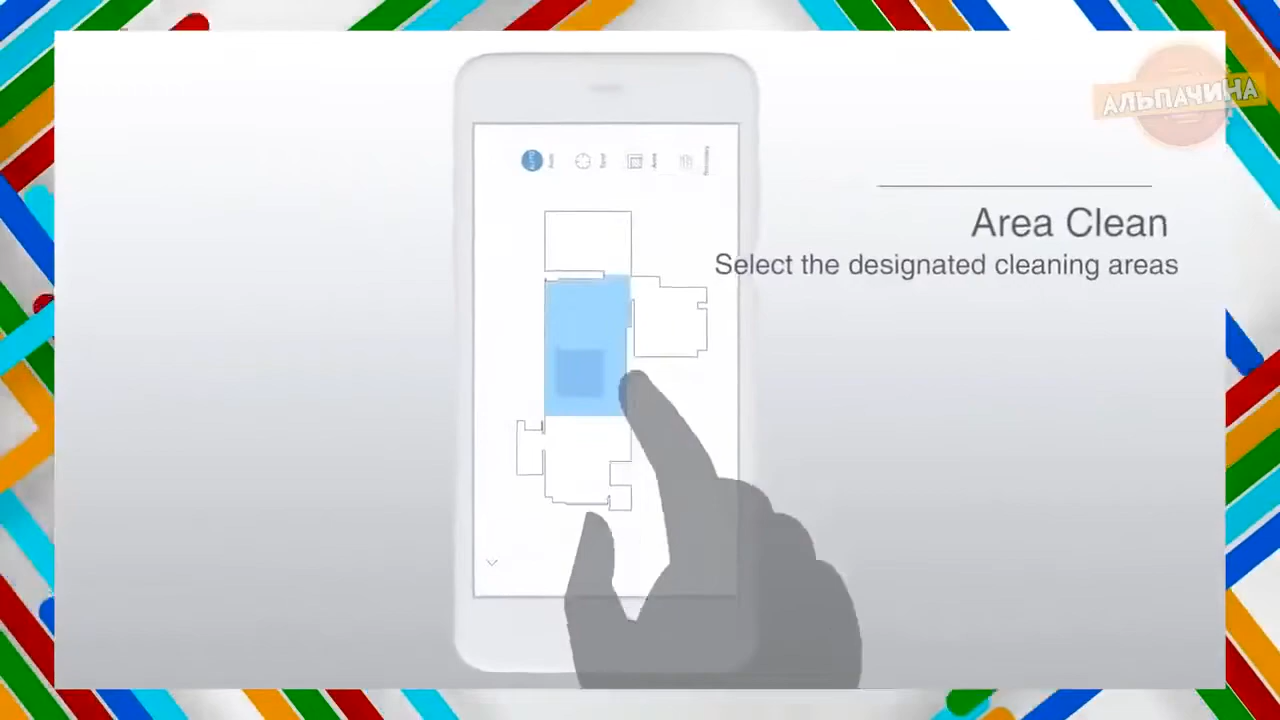 АЛЬПАЧИНА
Area Clean
Select the designated cleaning areas